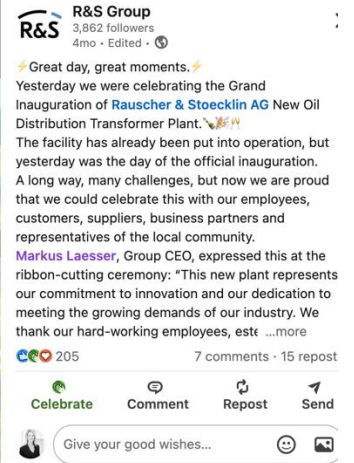 R&S
R&S Group
3,862 followers
4mo • Edited •
⚡Great day, great moments.⚡
Yesterday we were celebrating the Grand
Inauguration of Rauscher & Stoecklin AG New Oil
Distribution Transformer Plant.🍾🎉🥂
The facility has already been put into operation, but
yesterday was the day of the official inauguration.
A long way, many challenges, but now we are proud
that we could celebrate this with our employees,
customers, suppliers, business partners and
representatives of the local community.
Markus Laesser, Group CEO, expressed this at the
ribbon-cutting ceremony: "This new plant represents
our commitment to innovation and our dedication to
meeting the growing demands of our industry. We
thank our hard-working employees, este ...more
205 7 comments • 15 repost
Celebrate Comment Repost Send
Give your good wishes...